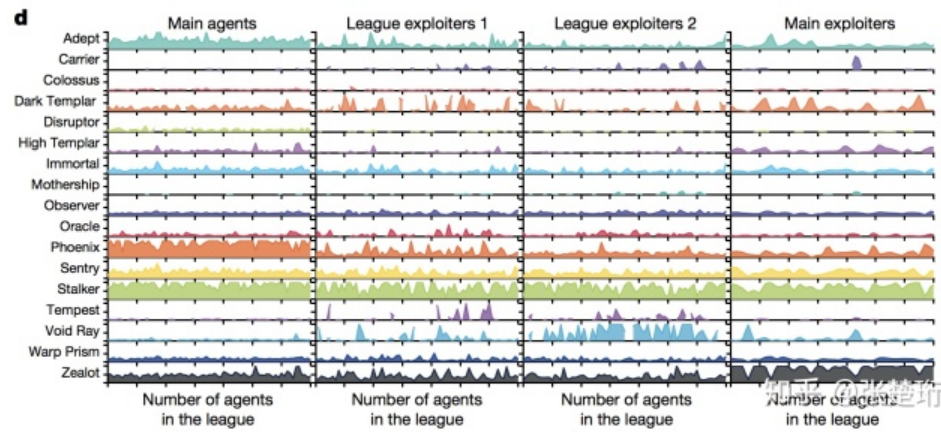 d
Main agents League exploiters 1 League exploiters 2 Main exploiters
Adept
Carrier
Colossus
Dark Templar
Disruptor
High Templar
Immortal
Mothership
Observer
Oracle
Phoenix
Sentry
Stalker
Tempest
Void Ray
Warp Prism
Zealot
Number of agents Number of agents Number of agents Number of agents
in the league in the league in the league in the league
知乎 @张楚珩